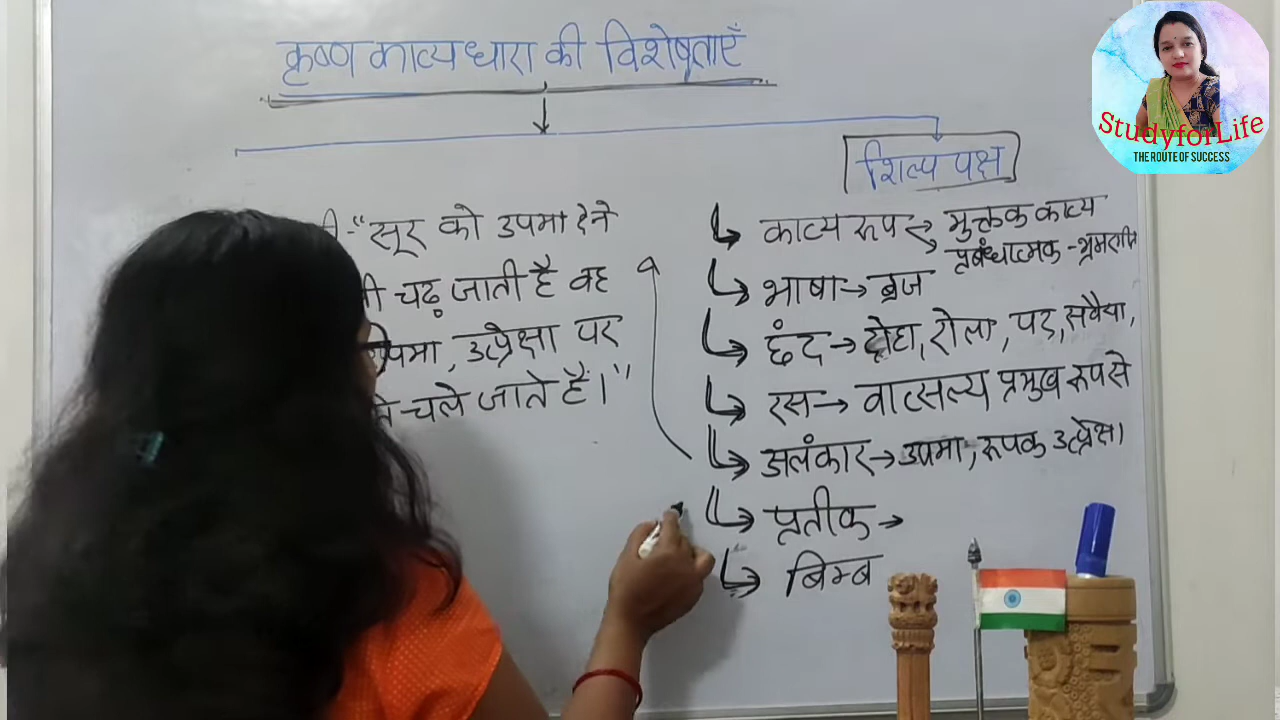 कृष्ण काव्यधारा की विशेषताएँ
शिल्प पक्ष
"सूर को उपमा देने
चढ़ जाती है वह
उपमा, उत्प्रेक्षा पर
चले जाते हैं।"
काव्य रूप → मुक्तक काव्य
प्रबंधात्मक - भ्रमरगीत
भाषा → ब्रज
छंद → दोहा, रोला, पद, सवैया,
रस → वात्सल्य प्रमुख रूप से
अलंकार → उपमा, रूपक उत्प्रेक्षा।
प्रतीक →
बिम्ब
StudyforLife
THE ROUTE OF SUCCESS